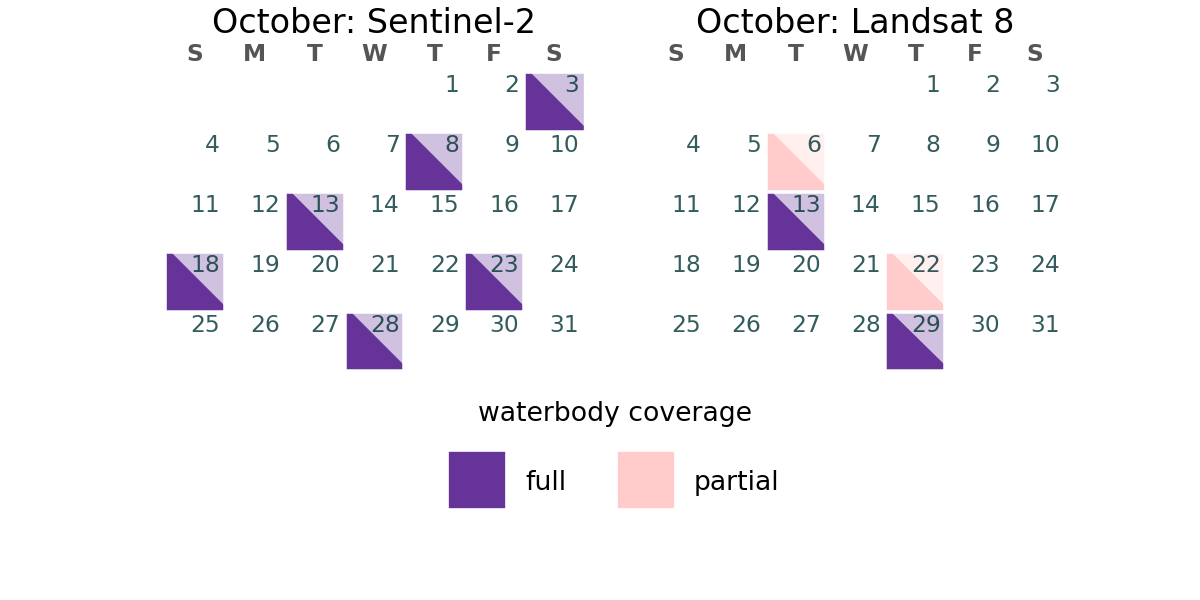 October: Sentinel-2
S M T W T F S
1 2 3
4 5 6 7 8 9 10
11 12 13 14 15 16 17
18 19 20 21 22 23 24
25 26 27 28 29 30 31
October: Landsat 8
S M T W T F S
1 2 3
4 5 6 7 8 9 10
11 12 13 14 15 16 17
18 19 20 21 22 23 24
25 26 27 28 29 30 31
waterbody coverage
full partial